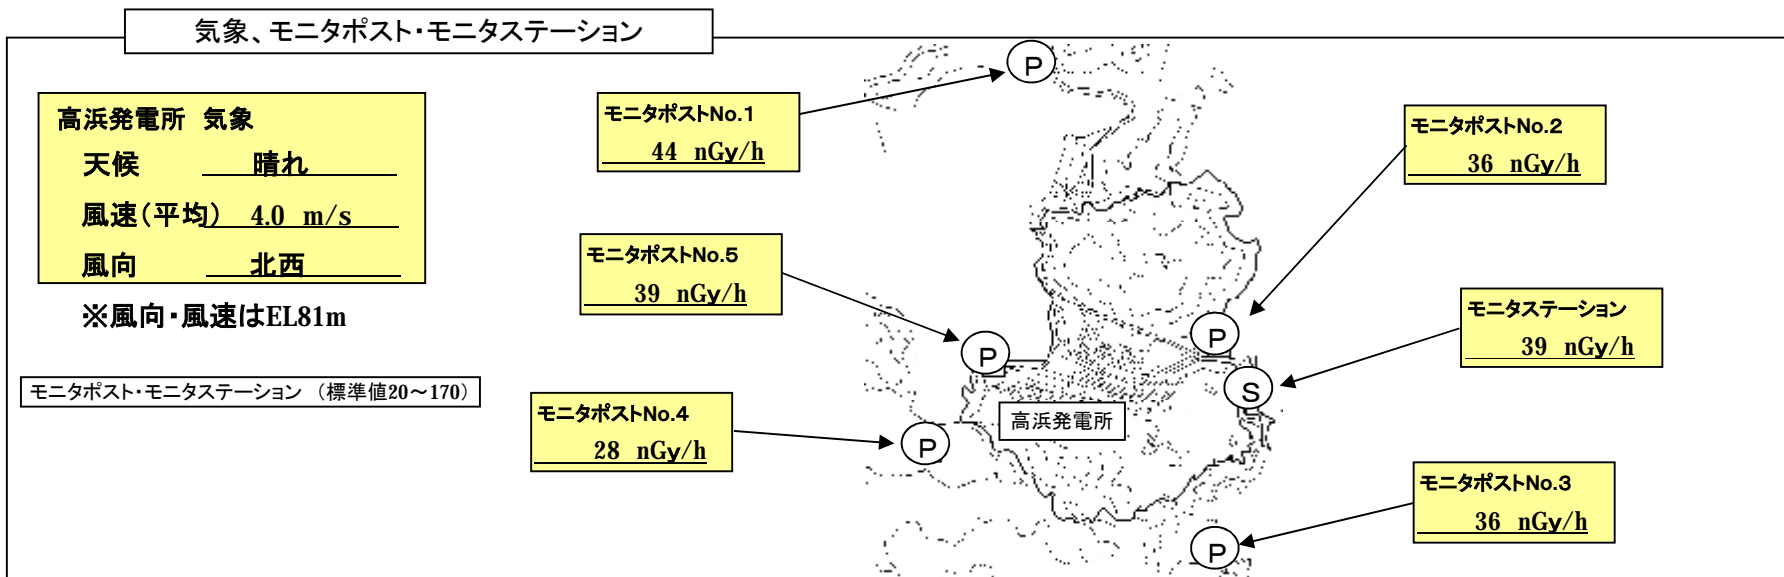 気象、モニタポスト・モニタステーション
高浜発電所 気象
天候 晴れ
風速(平均) 4.0 m/s
風向 北西
※風向・風速はEL81m
モニタポスト・モニタステーション (標準値20～170)
モニタポストNo.1
44 nGy/h
モニタポストNo.2
36 nGy/h
モニタポストNo.5
39 nGy/h
モニタステーション
39 nGy/h
モニタポストNo.4
28 nGy/h
モニタポストNo.3
36 nGy/h
P
P
P
S
P
P
高浜発電所